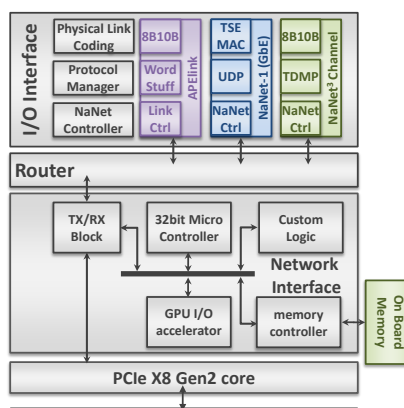 I/O Interface
Physical Link
Coding
Protocol
Manager
NaNet
Controller
8B10B
Word
Stuff
Link
Ctrl
APElink
TSE
MAC
UDP
NaNet
Ctrl
NaNet-1 (GbE)
8B10B
TDMP
NaNet
Ctrl
NaNet³ Channel
Router
TX/RX
Block
32bit Micro
Controller
Custom
Logic
Network
Interface
GPU I/O
accelerator
memory
controller
On Board
Memory
PCIe X8 Gen2 core